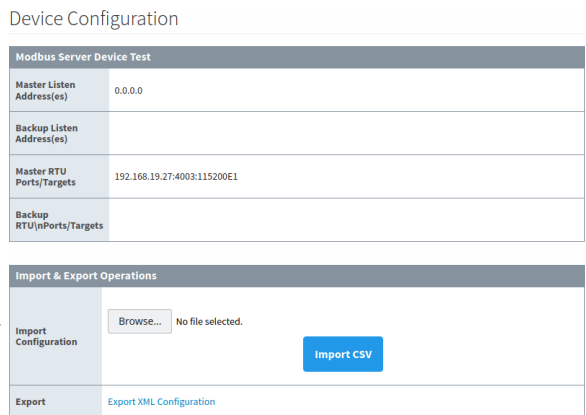 Device Configuration
Modbus Server Device Test
Master Listen
Address(es)
0.0.0.0
Backup Listen
Address(es)
Master RTU
Ports/Targets
192.168.19.27:4003:115200E1
Backup
RTU\nPorts/Targets
Import & Export Operations
Import
Configuration
Browse... No file selected.
Import CSV
Export
Export XML Configuration